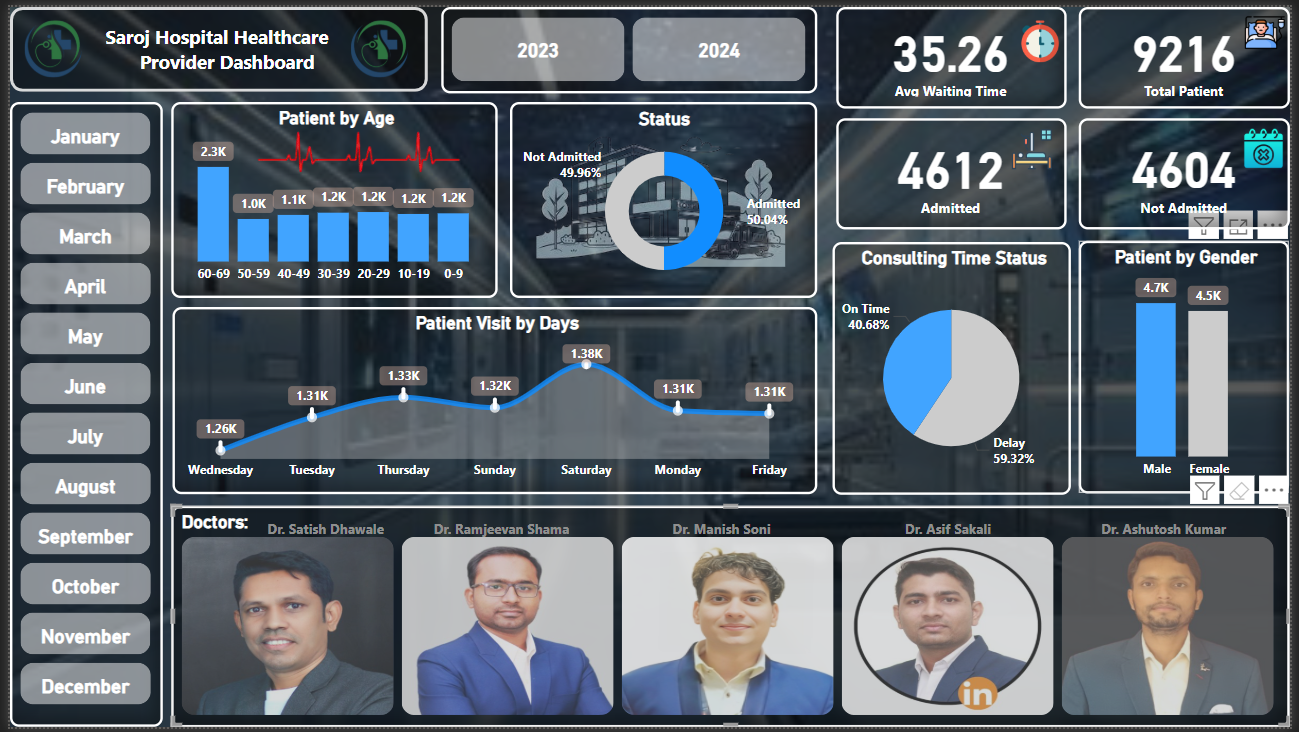 Saroj Hospital Healthcare
Provider Dashboard
2023
2024
35.26
Avg Waiting Time
9216
Total Patient
4612
Admitted
4604
Not Admitted
January
February
March
April
May
June
July
August
September
October
November
December
Patient by Age
2.3K
1.0K
1.1K
1.2K
1.2K
1.2K
1.2K
60-69
50-59
40-49
30-39
20-29
10-19
0-9
Status
Not Admitted
49.96%
Admitted
50.04%
Patient Visit by Days
1.26K
1.31K
1.33K
1.32K
1.38K
1.31K
1.31K
Wednesday
Tuesday
Thursday
Sunday
Saturday
Monday
Friday
Consulting Time Status
On Time
40.68%
Delay
59.32%
Patient by Gender
4.7K
4.5K
Male
Female
Doctors:
Dr. Satish Dhawale
Dr. Ramjeevan Shama
Dr. Manish Soni
Dr. Asif Sakali
Dr. Ashutosh Kumar
in